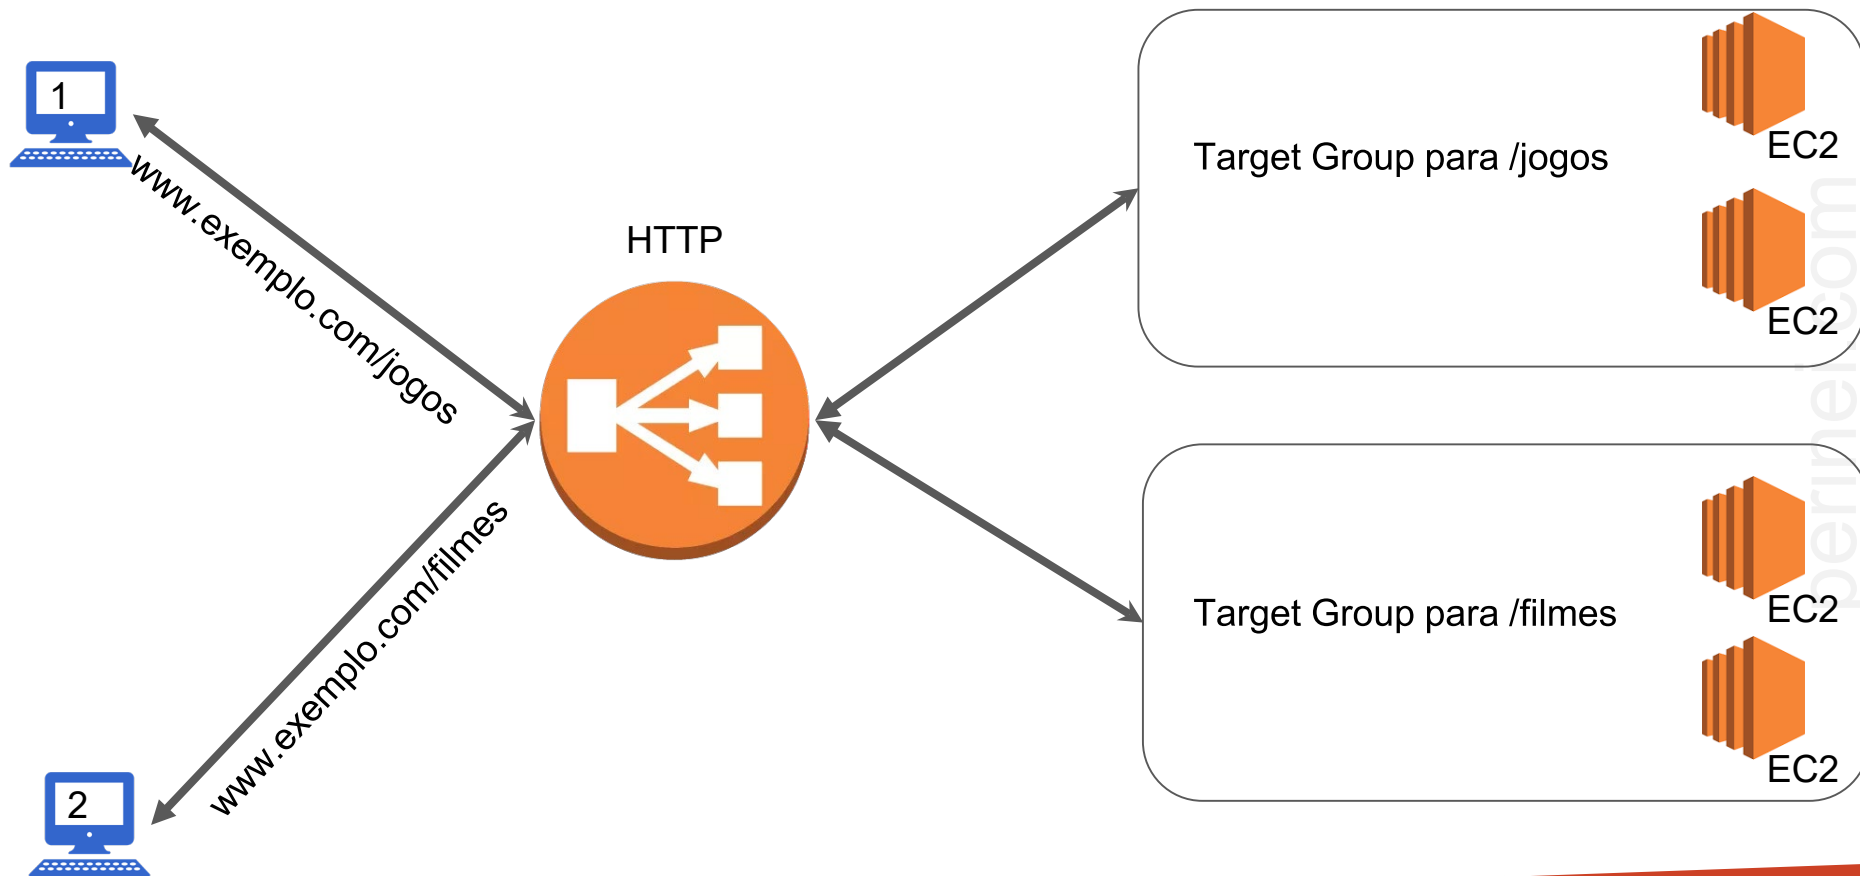 1
www.exemplo.com/jogos
HTTP
www.exemplo.com/filmes
2
Target Group para /jogos
EC2
EC2
Target Group para /filmes
EC2
EC2